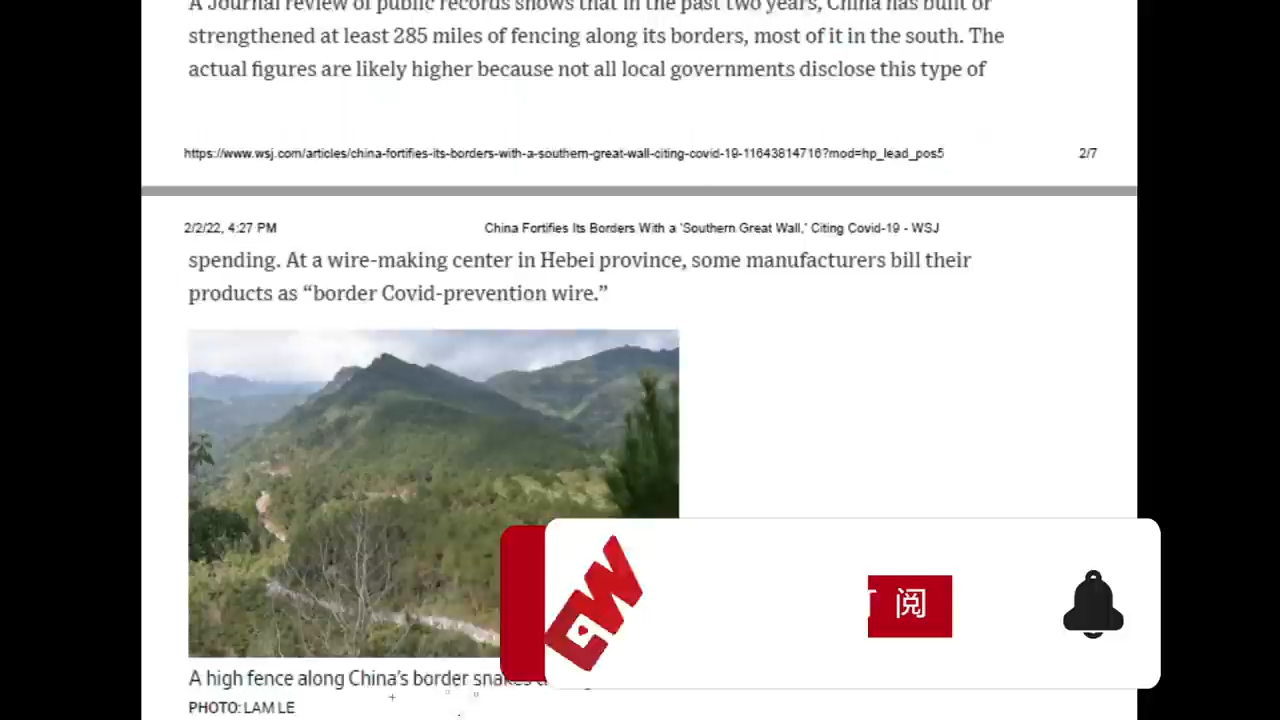 A Journal review of public records shows that in the past two years, China has built or
strengthened at least 285 miles of fencing along its borders, most of it in the south. The
actual figures are likely higher because not all local governments disclose this type of
https://www.wsj.com/articles/china-fortifies-its-borders-with-a-southern-great-wall-citing-covid-19-11643814716?mod=hp_lead_pos5 2/7
2/2/22, 4:27 PM China Fortifies Its Borders With a 'Southern Great Wall,' Citing Covid-19 - WSJ
spending. At a wire-making center in Hebei province, some manufacturers bill their
products as “border Covid-prevention wire.”
阅
A high fence along China’s border
PHOTO: LAM LE